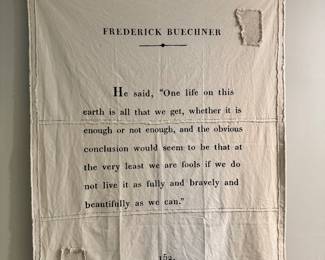 FREDERICK BUECHNER
He said, "One life on this
earth is all that we get, whether it is
enough or not enough, and the obvious
conclusion would seem to be that at
the very least we are fools if we do
not live it as fully and bravely and
beautifully as we can."
152.